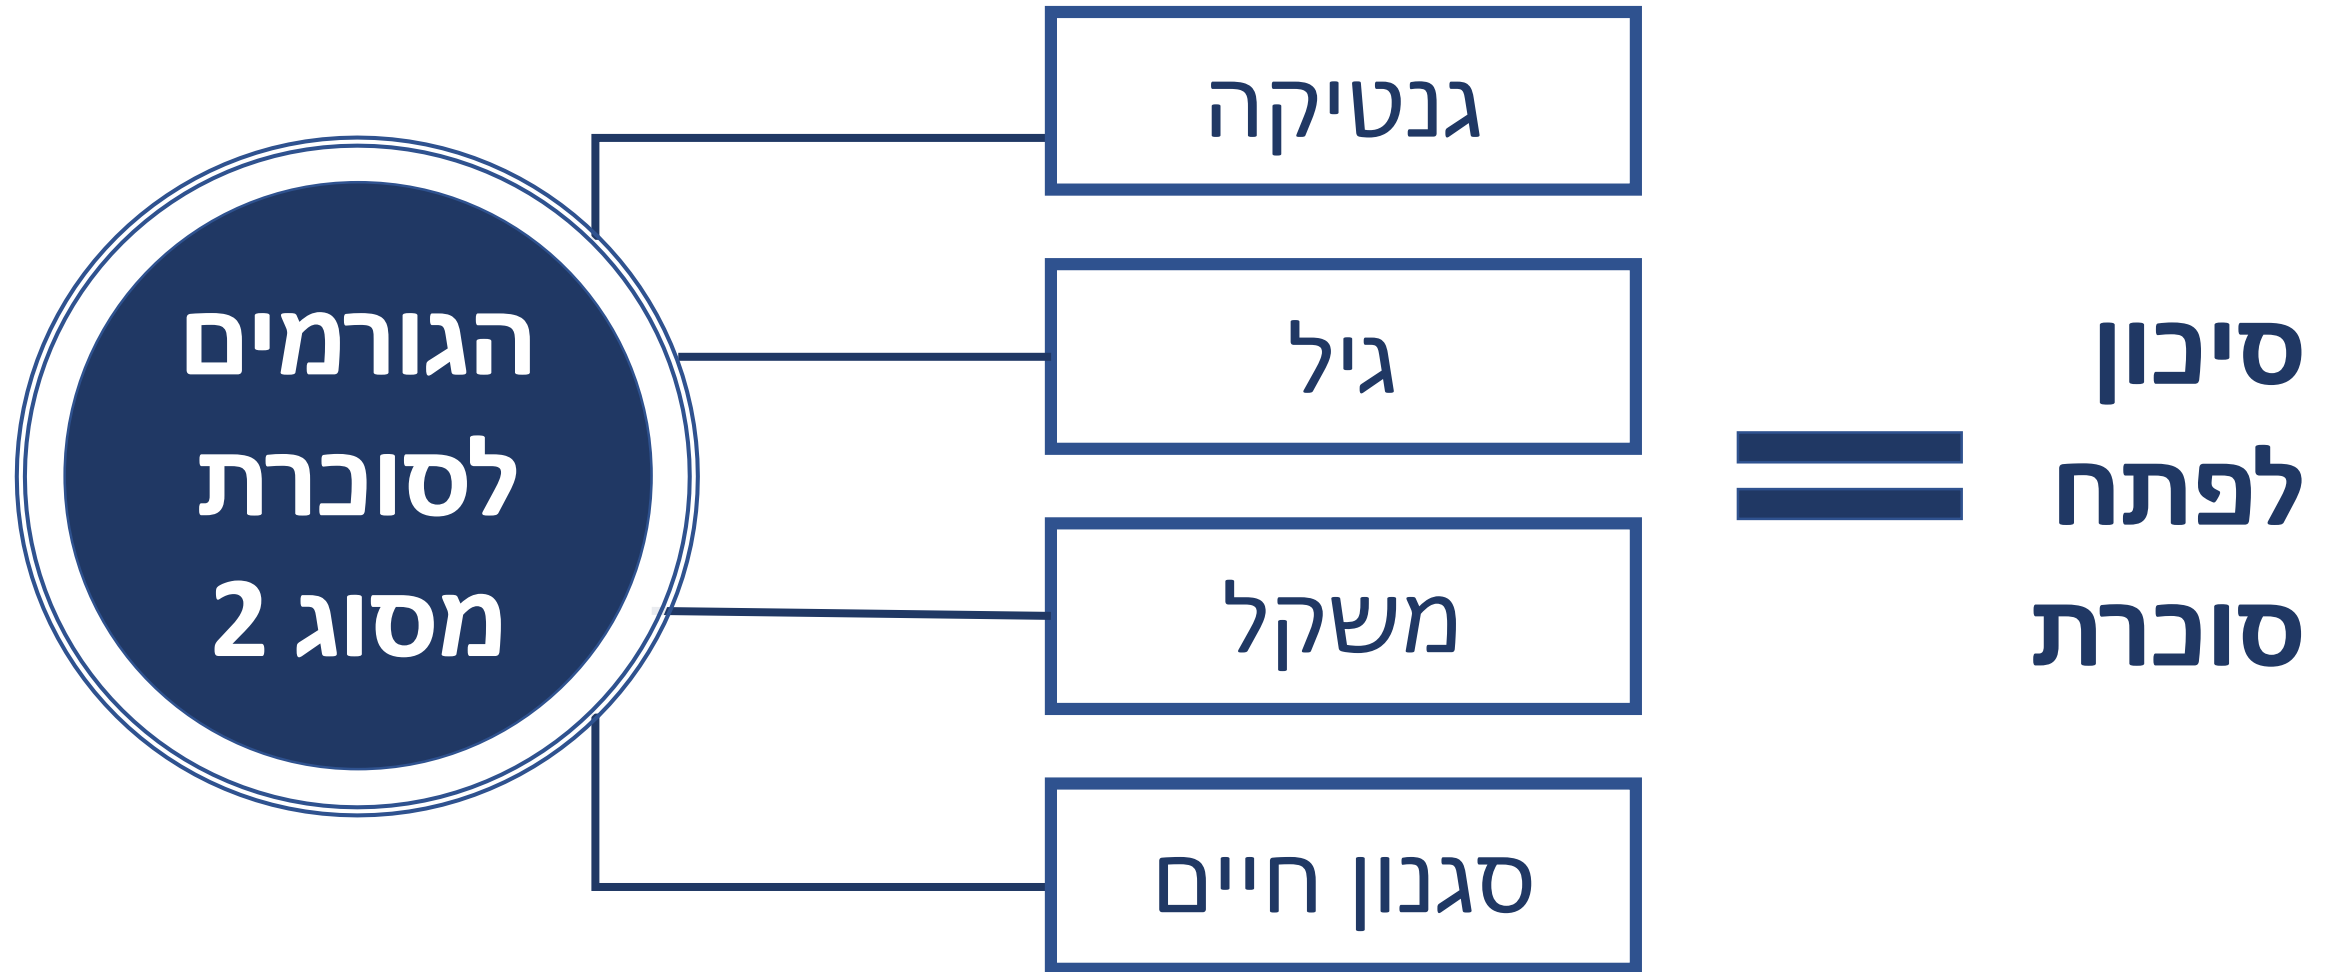 הגורמים
לסוכרת
מסוג 2
גנטיקה
גיל
משקל
סגנון חיים
סיכון
לפתח
סוכרת